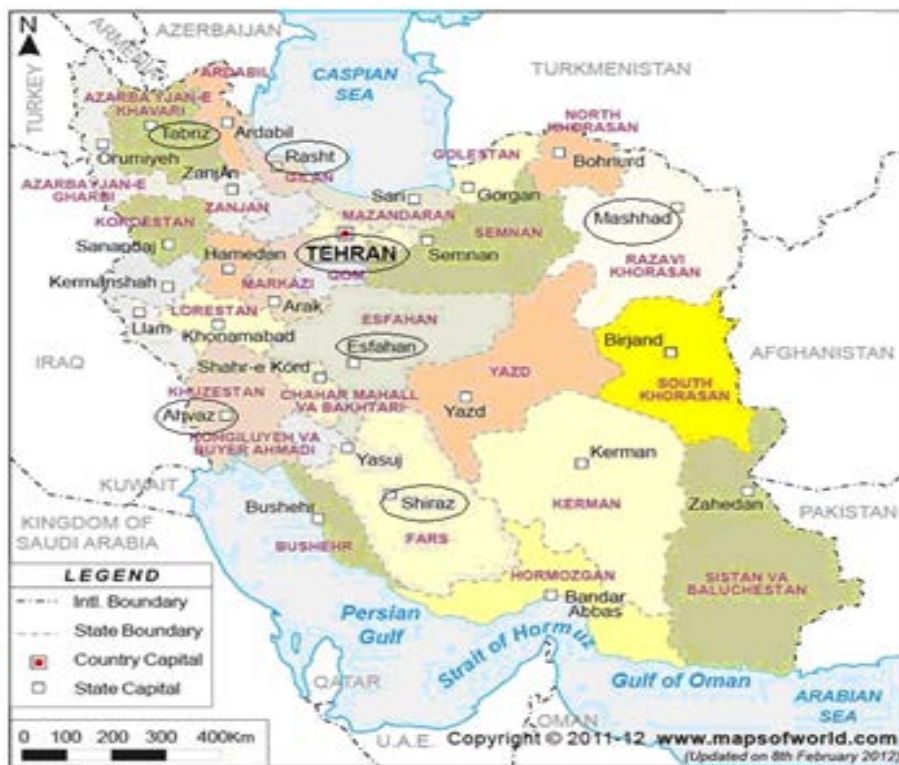 N
AZERBAIJAN
ARMENIA
TURKEY
ARDABIL
CASPIAN
SEA
TURKMENISTAN
AZARBA YJAN-E
KHAVARI
Tabriz
Ardabil
Orumiyeh
Rasht
GILAN
NORTH
KHORASAN
Bohnurd
GOLESTAN
Gorgan
Zanjan
AZARBAYJAN-E
GHARBI
ZANJAN
Sari
MAZANDARAN
Mashhad
KORDESTAN
SEMNAN
Sanandaj
Hamedan
TEHRAN
Semnan
RAZAVI
KHORASAN
QOM
Kermanshah
MARKAZI
Arak
LORESTAN
ESFAHAN
Llam
Khonamabad
Esfahan
Birjand
AFGHANISTAN
IRAQ
Shahr-e Kord
YAZD
SOUTH
KHORASAN
KHUZESTAN
CHAHAR MAHALL
VA BAKHTARI
Yazd
Ahvaz
KOHGILUYEH VA
BUYER AHMADI
Yasuj
Kerman
KUWAIT
Shiraz
KERMAN
Zahedan
Bushehr
PAKISTAN
KINGDOM OF
SAUDI ARABIA
BUSHEHR
FARS
LEGEND
HORMOZGAN
SISTAN VA
BALUCHESTAN
Intl. Boundary
Bandar
Abbas
Persian
Gulf
State Boundary
Strait of Hormuz
Country Capital
State Capital
QATAR
Gulf of Oman
ARABIAN
SEA
OMAN
0 100 200 300 400Km
U.A.E.
Copyright © 2011-12 www.mapsofworld.com
(Updated on 8th February 2012)